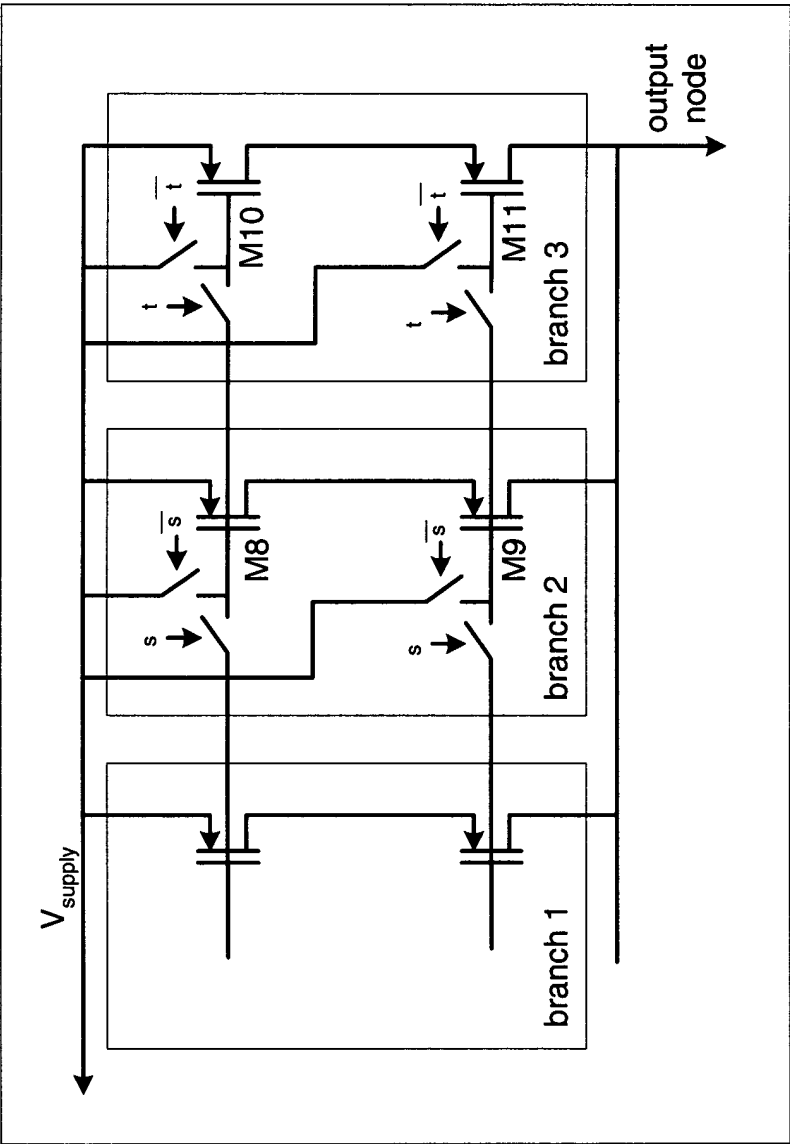 V_supply
t̅
t
M10
t̅
t
M11
branch 3
s̅
s
M8
s̅
s
M9
branch 2
branch 1
output
node